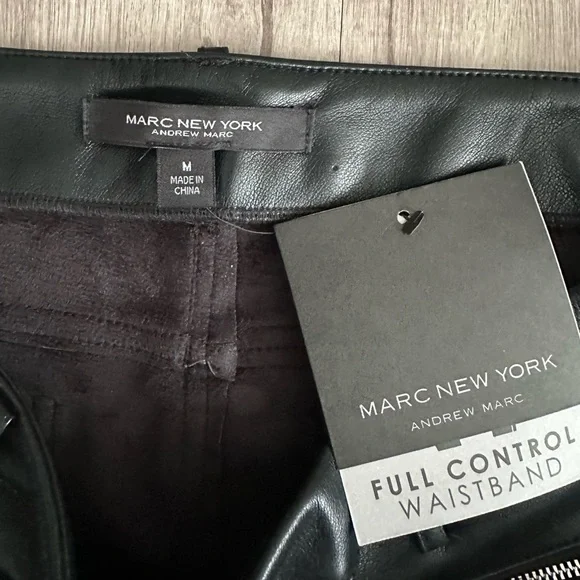 MARC NEW YORK
ANDREW MARC
M
MADE IN
CHINA
MARC NEW YORK
ANDREW MARC
FULL CONTROL
WAISTBAND